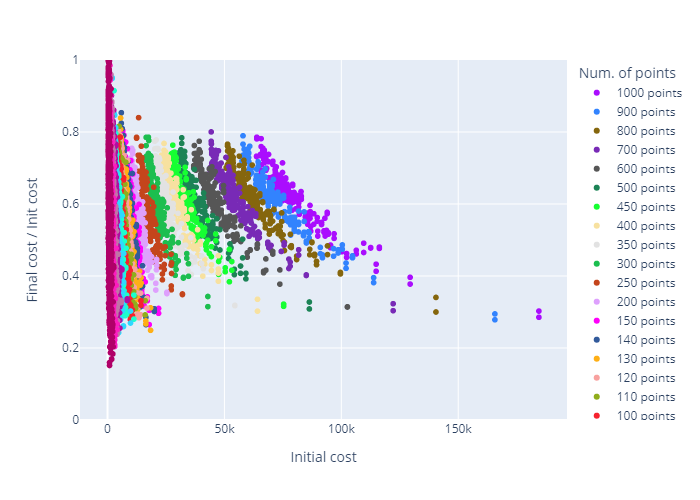 Num. of points
1000 points
900 points
800 points
700 points
600 points
500 points
450 points
400 points
350 points
300 points
250 points
200 points
150 points
140 points
130 points
120 points
110 points
100 points
1
0.8
0.6
0.4
0.2
0
Final cost / Init cost
0
50k
100k
150k
Initial cost